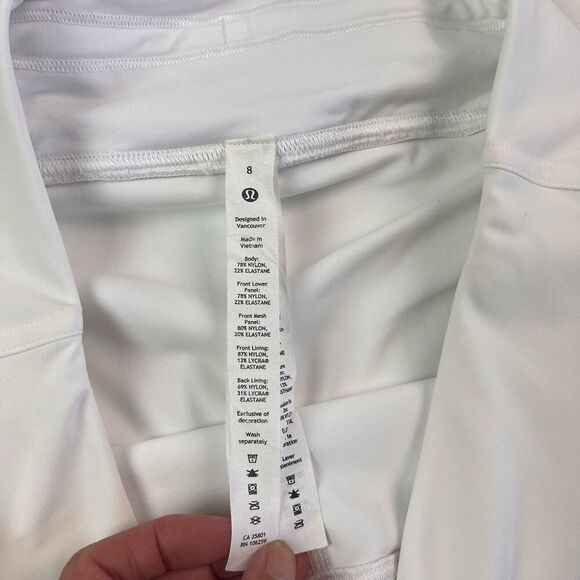 8
Designed in
Vancouver
Made in
Vietnam
Body:
78% NYLON,
22% ELASTANE
Front Lower
Panel:
78% NYLON,
22% ELASTANE
Front Mesh
Panel:
80% NYLON,
20% ELASTANE
Front Lining:
87% NYLON,
13% LYCRA®
ELASTANE
Back Lining:
69% NYLON,
31% LYCRA®
ELASTANE
Exclusive of
decoration
Wash
separately
CA 35801
RN 106259
Laver